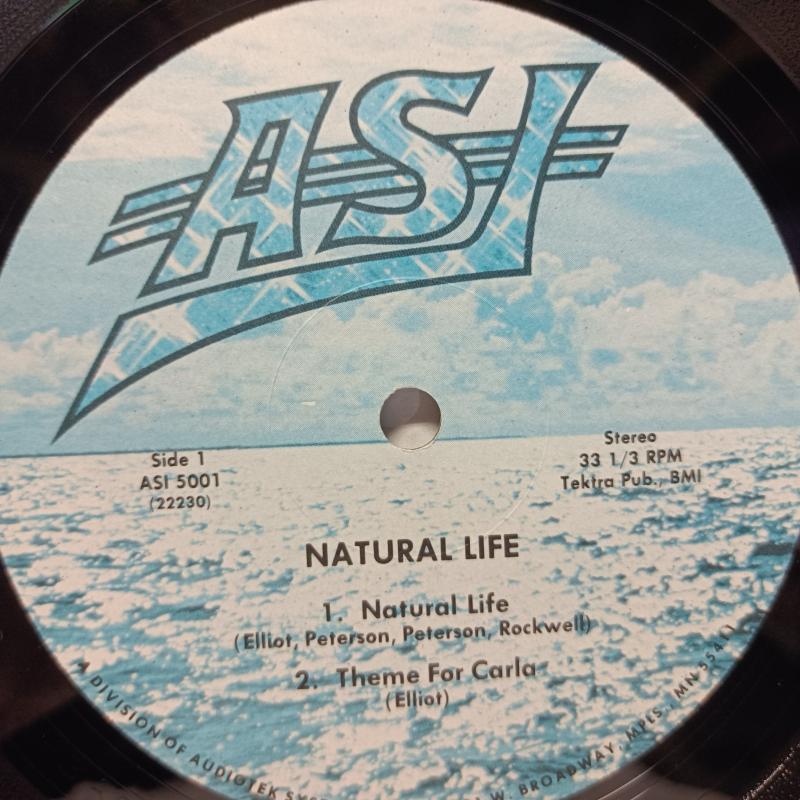 ASI
Side 1
ASI 5001
(22230)
Stereo
33 1/3 RPM
Tektra Pub., BMI
NATURAL LIFE
1. Natural Life
(Elliot, Peterson, Peterson, Rockwell)
2. Theme For Carla
(Elliot)
A DIVISION OF AUDIOTEK W. BROADWAY, MPLS., MN 55411